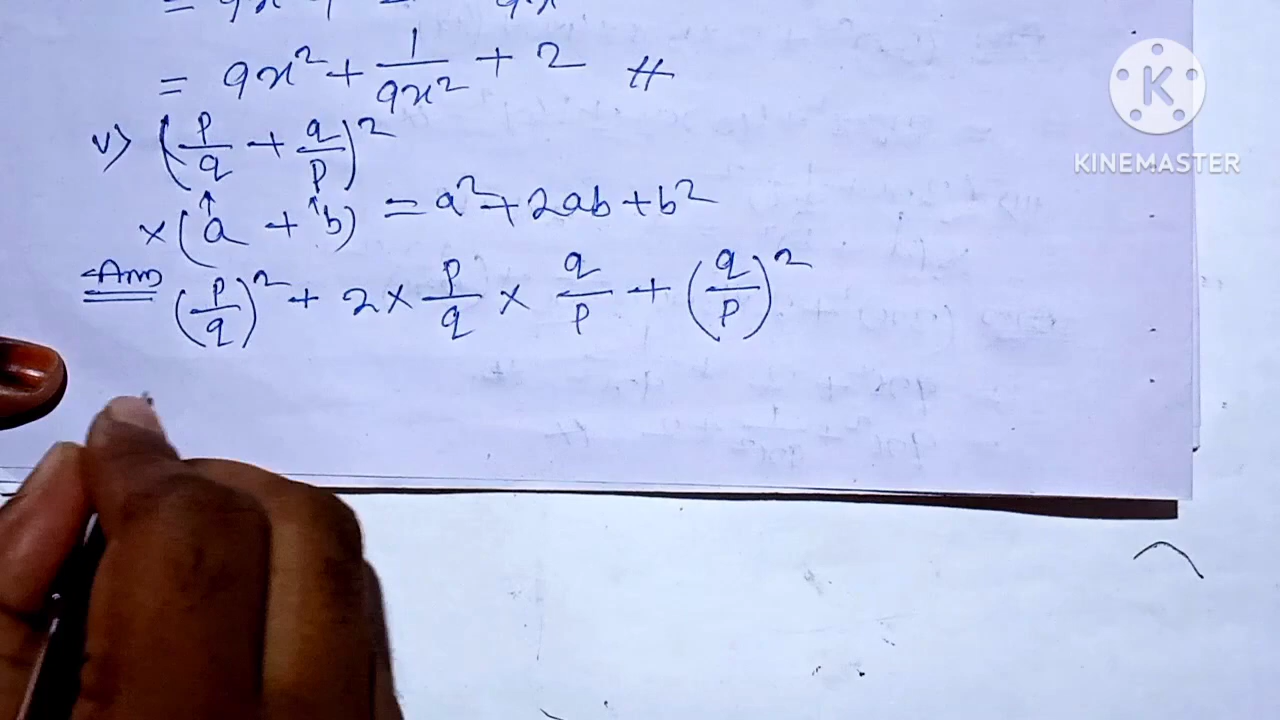 = 9x² + 1/9x² + 2 //
v) (p/q + q/p)²
× (a + b) = a² + 2ab + b²
Ans (p/q)² + 2 × p/q × q/p + (q/p)²
K
KINEMASTER